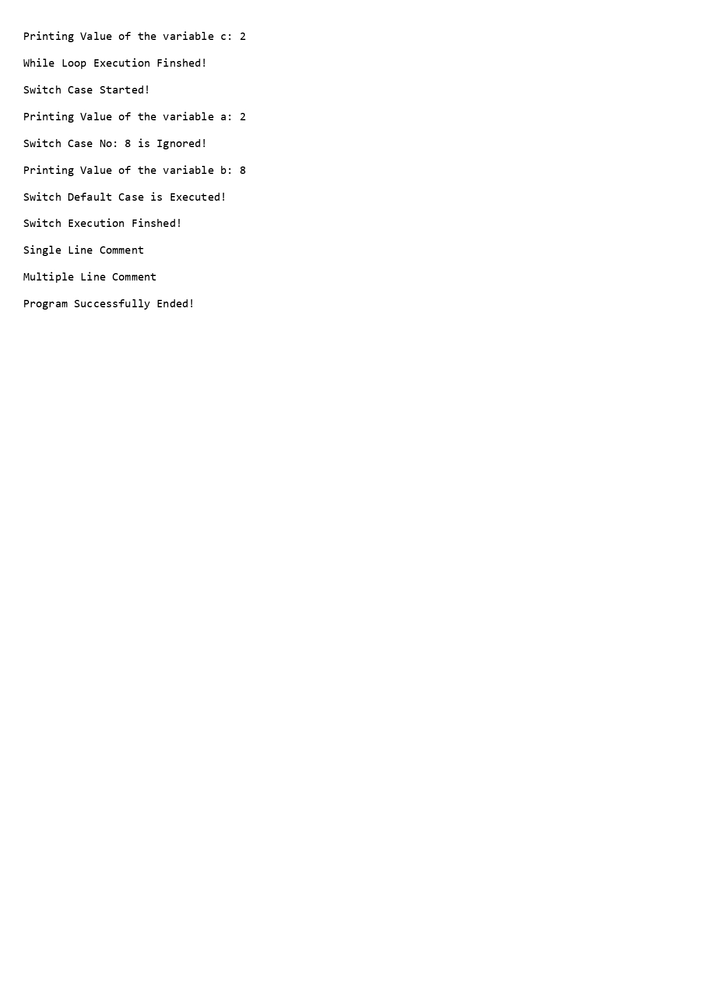 Printing Value of the variable c: 2
While Loop Execution Finshed!
Switch Case Started!
Printing Value of the variable a: 2
Switch Case No: 8 is Ignored!
Printing Value of the variable b: 8
Switch Default Case is Executed!
Switch Execution Finshed!
Single Line Comment
Multiple Line Comment
Program Successfully Ended!